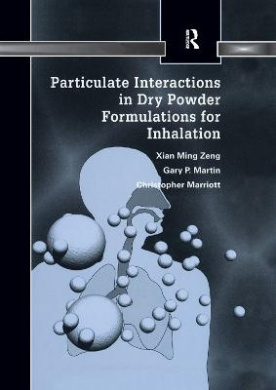 R
Particulate Interactions
in Dry Powder
Formulations for
Inhalation
Xian Ming Zeng
Gary P. Martin
Christopher Marriott